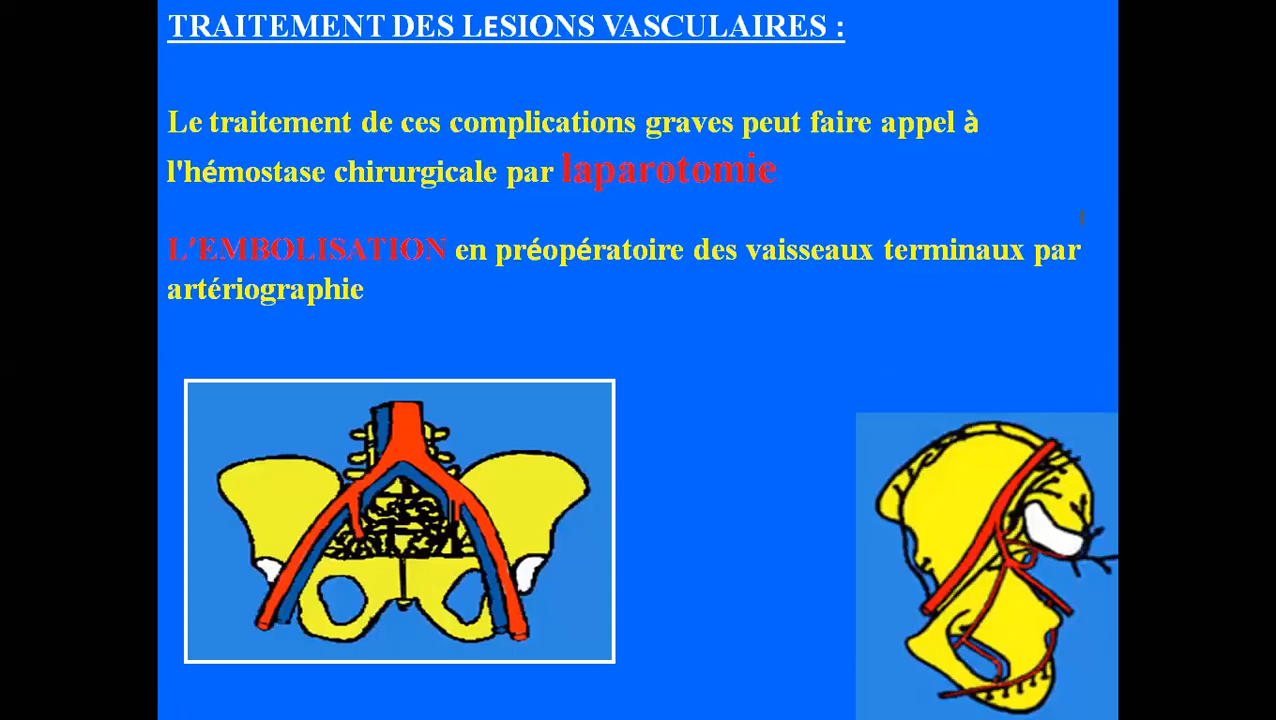 TRAITEMENT DES LESIONS VASCULAIRES :
Le traitement de ces complications graves peut faire appel à
l'hémostase chirurgicale par laparotomie
L'EMBOLISATION en préopératoire des vaisseaux terminaux par
artériographie